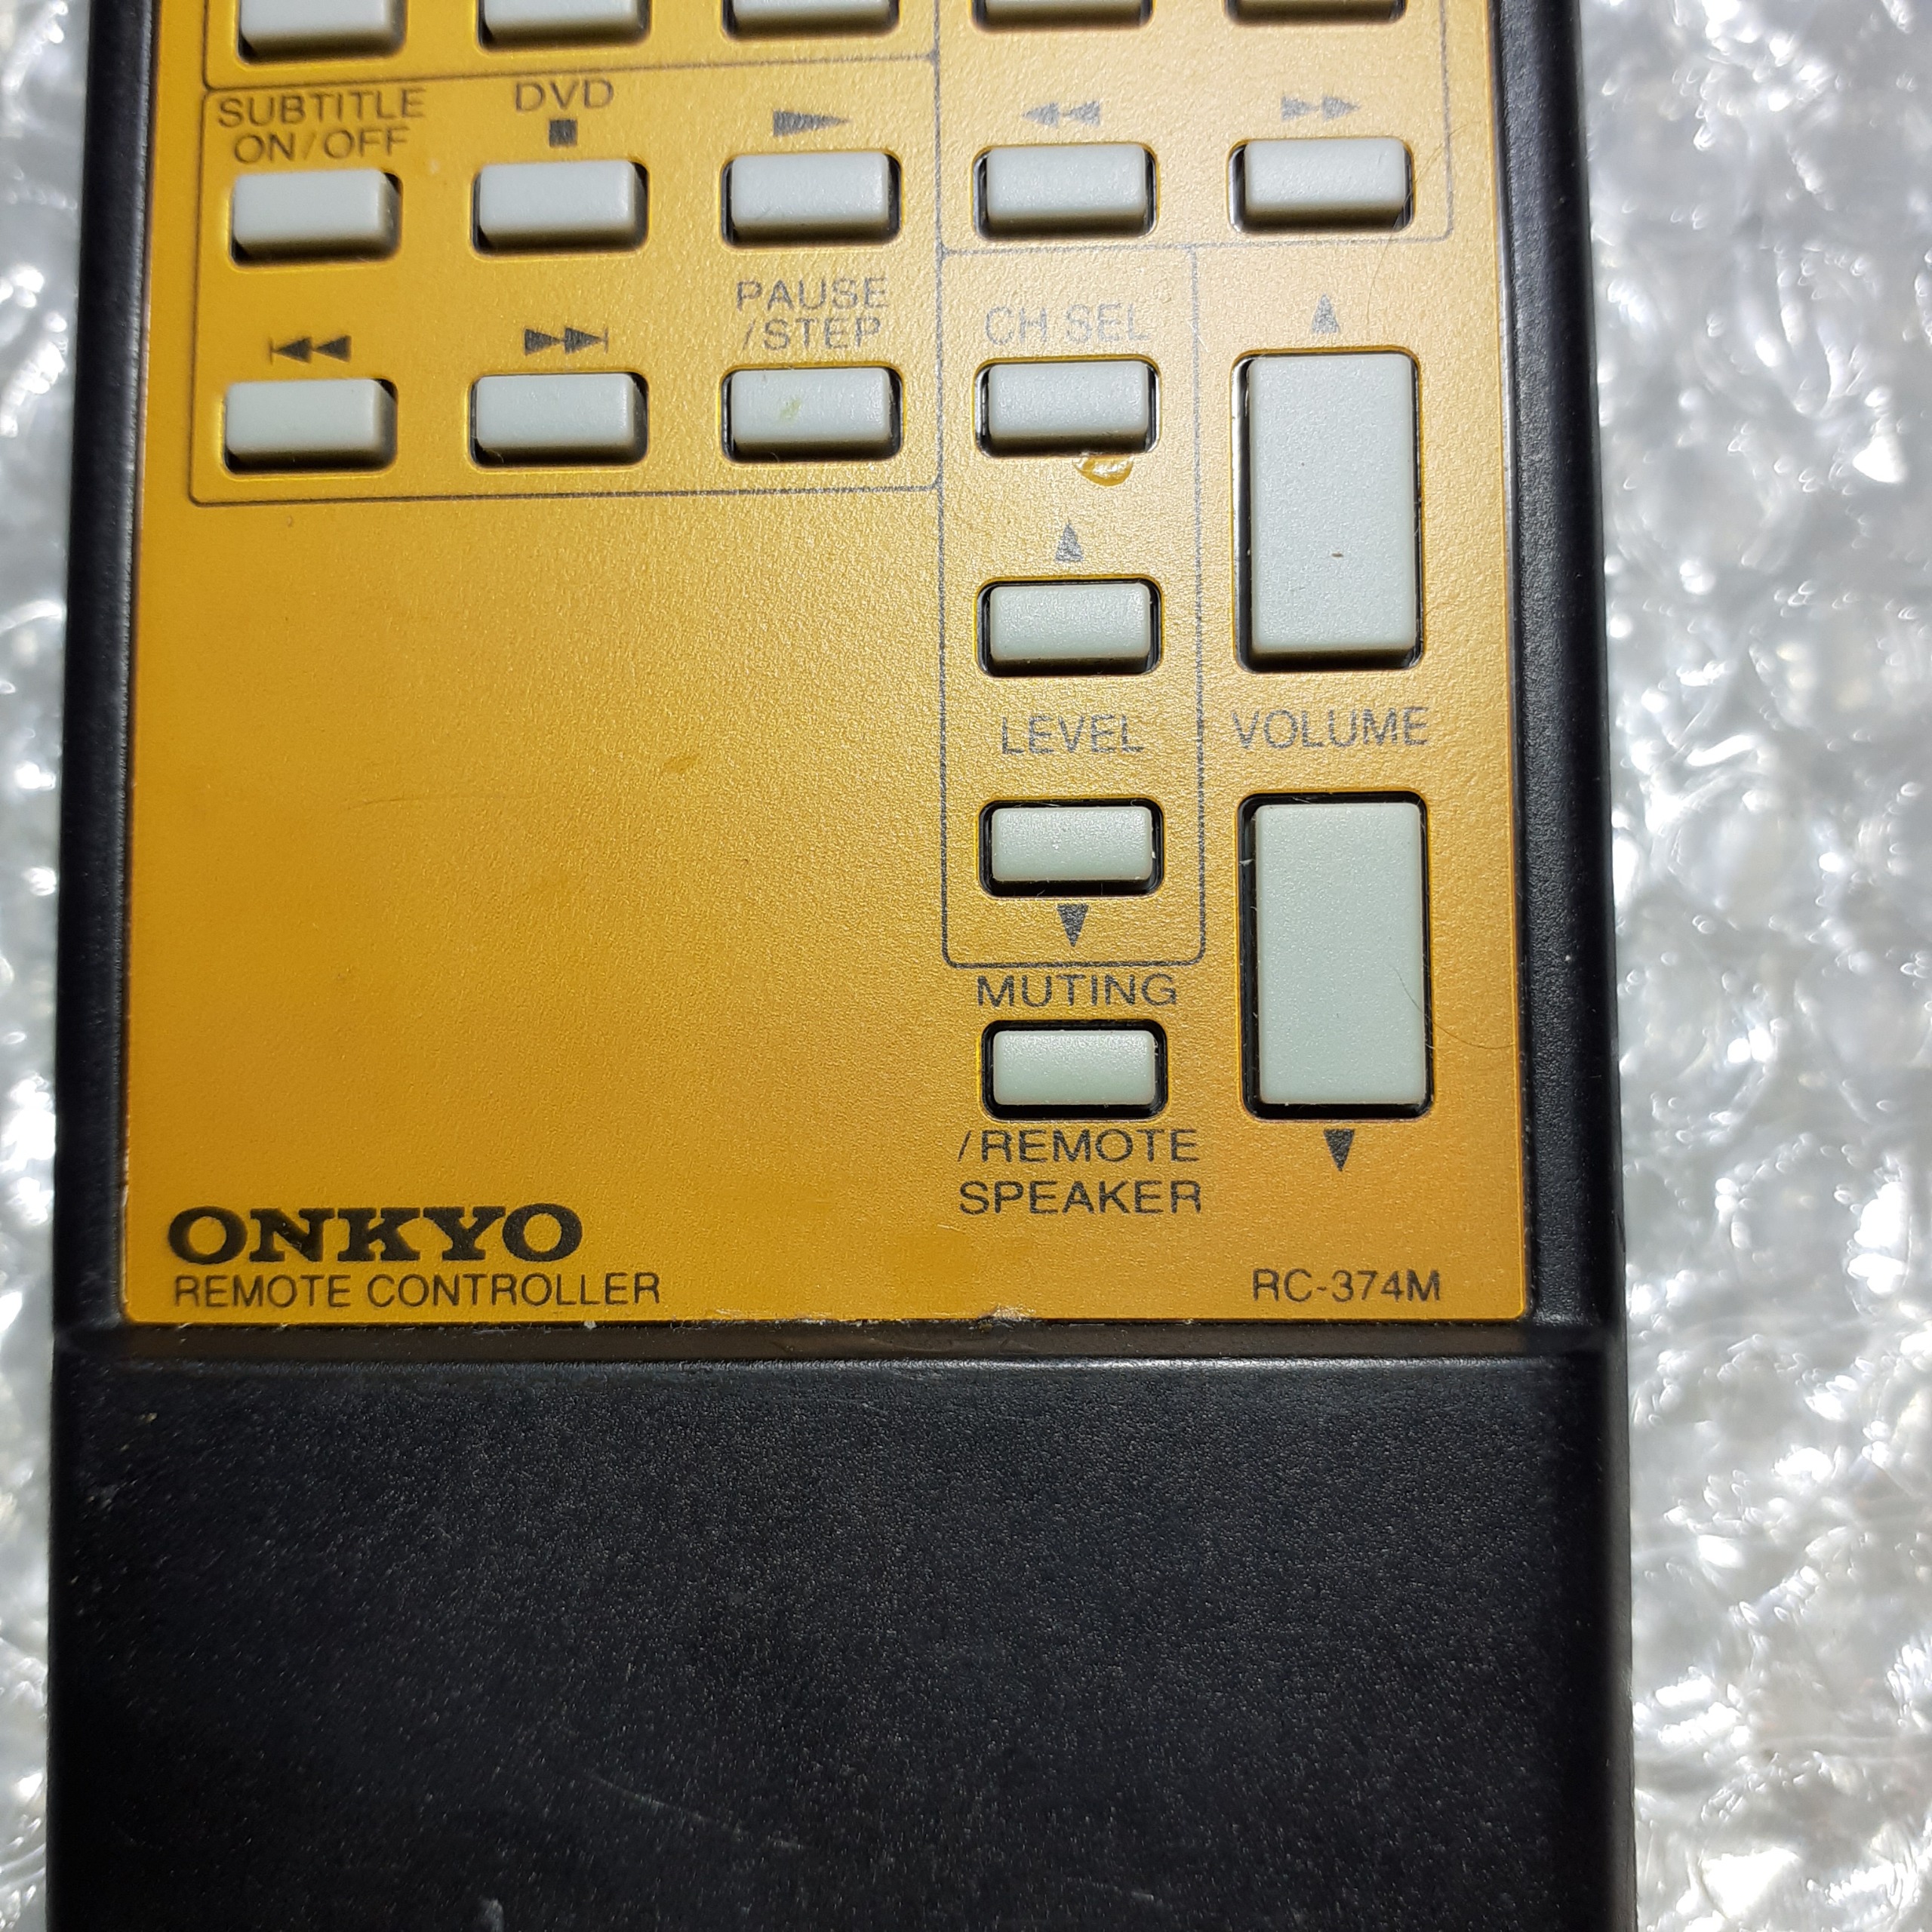 SUBTITLE
ON/OFF
DVD
PAUSE
/STEP
CH SEL
LEVEL
VOLUME
MUTING
/REMOTE
SPEAKER
ONKYO
REMOTE CONTROLLER
RC-374M